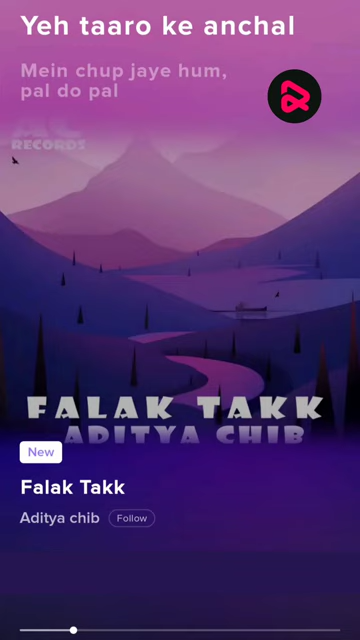 Yeh taaro ke anchal
Mein chup jaye hum,
pal do pal
RECORDS
FALAK TAKK
ADITYA CHIB
New
Falak Takk
Aditya chib Follow